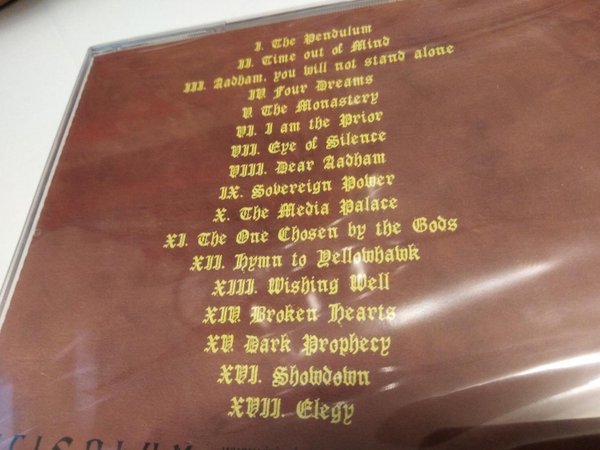 I. The Pendulum
II. Time out of Mind
III. Aadham, you will not stand alone
IV. Four Dreams
V. The Monastery
VI. I am the Prior
VII. Eye of Silence
VIII. Dear Aadham
IX. Sovereign Power
X. The Media Palace
XI. The One Chosen by the Gods
XII. Hymn to Yellowhawk
XIII. Wishing Well
XIV. Broken Hearts
XV. Dark Prophecy
XVI. Showdown
XVII. Elegy